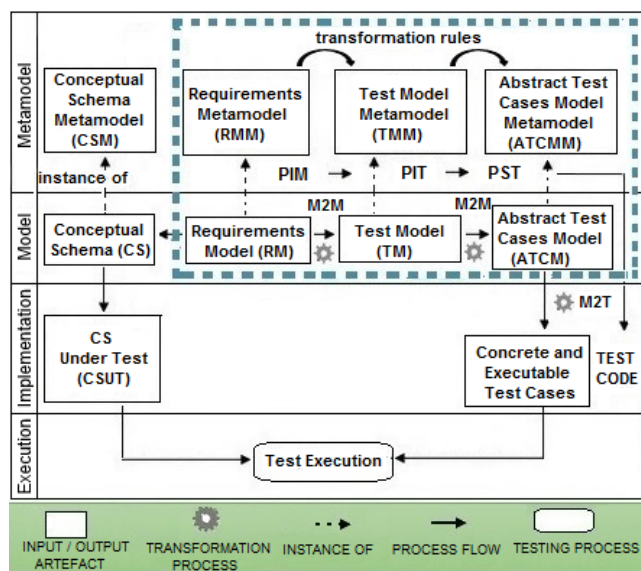 transformation rules
Metamodel
Conceptual
Schema
Metamodel
(CSM)
Requirements
Metamodel
(RMM)
Test Model
Metamodel
(TMM)
Abstract Test
Cases Model
Metamodel
(ATCMM)
instance of
PIM
PIT
PST
Model
M2M
M2M
Conceptual
Schema (CS)
Requirements
Model (RM)
Test Model
(TM)
Abstract Test
Cases Model
(ATCM)
Implementation
M2T
CS
Under Test
(CSUT)
Concrete and
Executable
Test Cases
TEST
CODE
Execution
Test Execution
INPUT / OUTPUT
ARTEFACT
TRANSFORMATION
PROCESS
INSTANCE OF
PROCESS FLOW
TESTING PROCESS